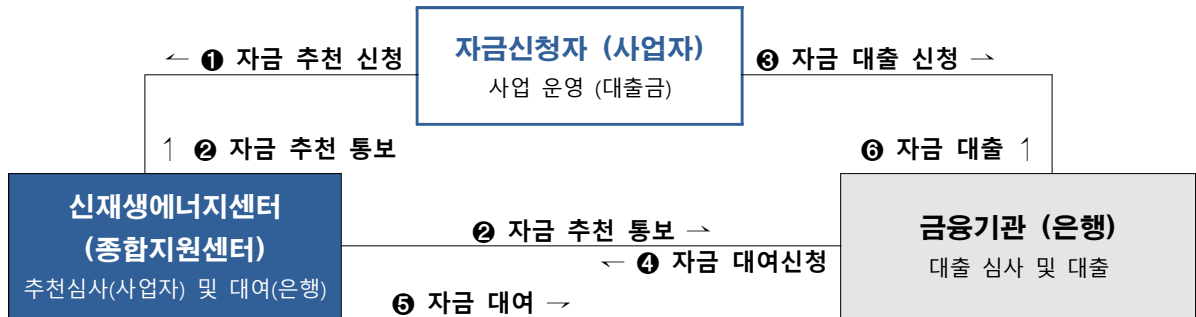 자금신청자 (사업자)
사업 운영 (대출금)
← ❶ 자금 추천 신청
❸ 자금 대출 신청 →
↑ ❷ 자금 추천 통보
❻ 자금 대출 ↑
신재생에너지센터
(종합지원센터)
추천심사(사업자) 및 대여(은행)
❷ 자금 추천 통보 →
← ❹ 자금 대여신청
❺ 자금 대여 →
금융기관 (은행)
대출 심사 및 대출